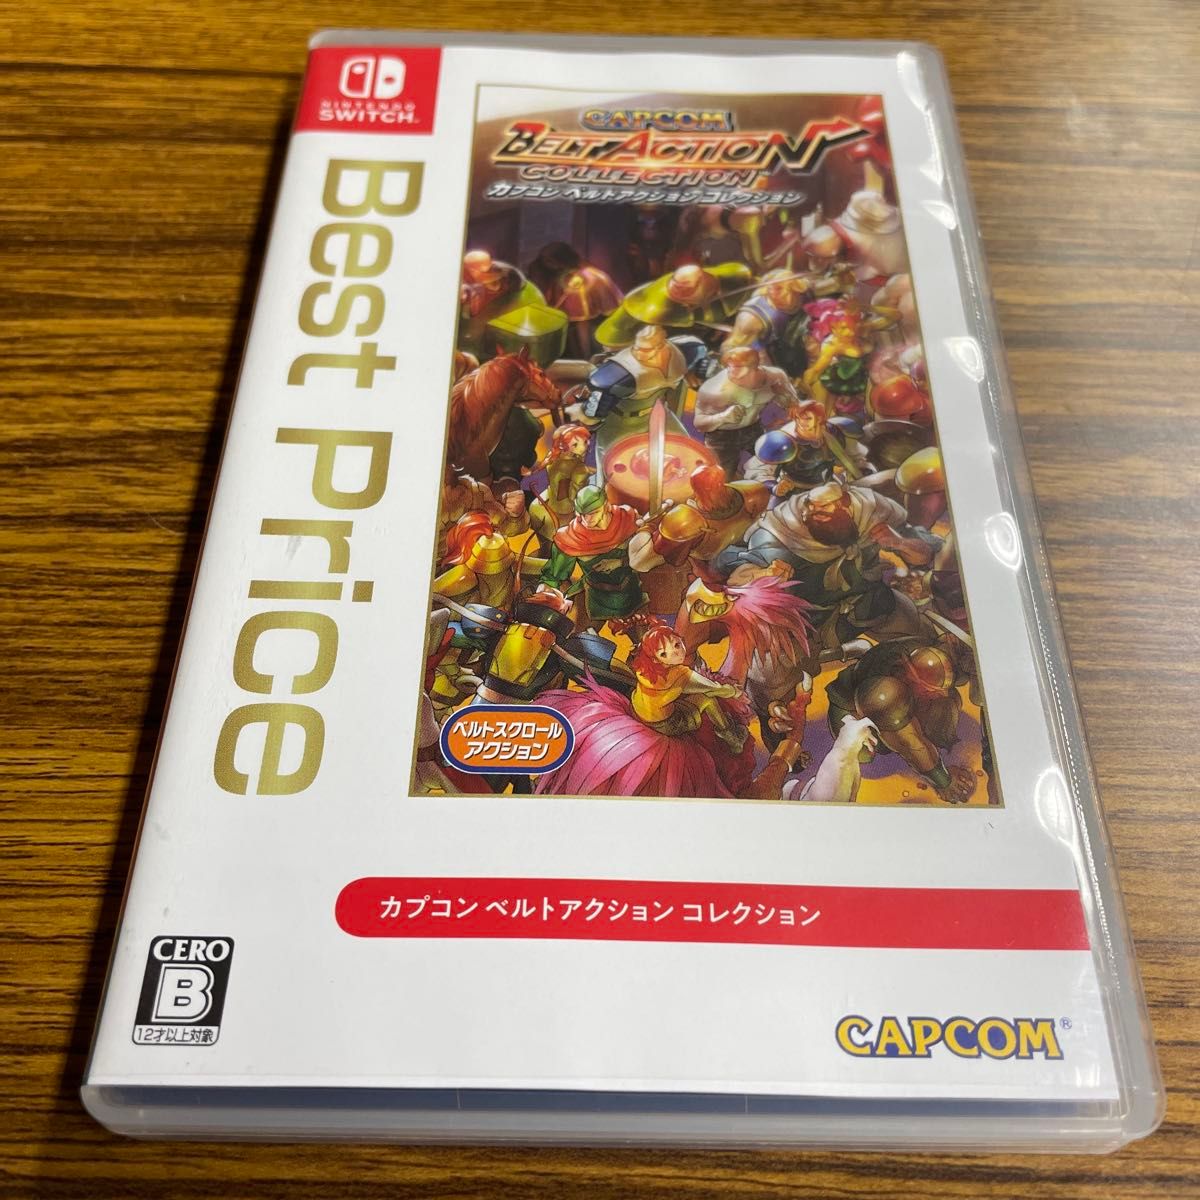 NINTENDO
SWITCH™
Best Price
CAPCOM
BELT ACTION
COLLECTION™
カプコン ベルトアクション コレクション
ベルトスクロール
アクション
カプコン ベルトアクション コレクション
CERO
B
12才以上対象
CAPCOM®